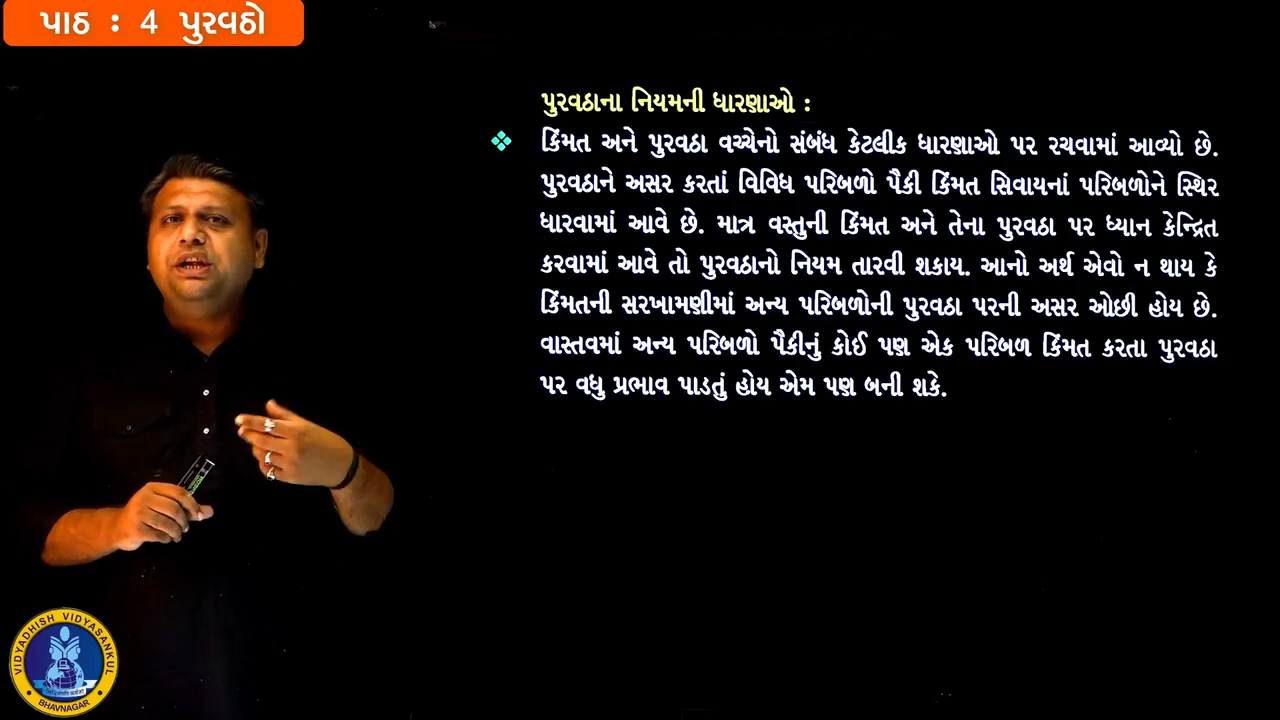 પાઠ : 4 પુરવઠો
પુરવઠાના નિયમની ધારણાઓ :
કિંમત અને પુરવઠા વચ્ચેનો સંબંધ કેટલીક ધારણાઓ પર રચવામાં આવ્યો છે.
પુરવઠાને અસર કરતાં વિવિધ પરિબળો પૈકી કિંમત સિવાયનાં પરિબળોને સ્થિર
ધારવામાં આવે છે. માત્ર વસ્તુની કિંમત અને તેના પુરવઠા પર ધ્યાન કેન્દ્રિત
કરવામાં આવે તો પુરવઠાનો નિયમ તારવી શકાય. આનો અર્થ એવો ન થાય કે
કિંમતની સરખામણીમાં અન્ય પરિબળોની પુરવઠા પરની અસર ઓછી હોય છે.
વાસ્તવમાં અન્ય પરિબળો પૈકીનું કોઈ પણ એક પરિબળ કિંમત કરતા પુરવઠા
પર વધુ પ્રભાવ પાડતું હોય એમ પણ બની શકે.
VIDYADHISH VIDYASANKUL
BHAVNAGAR